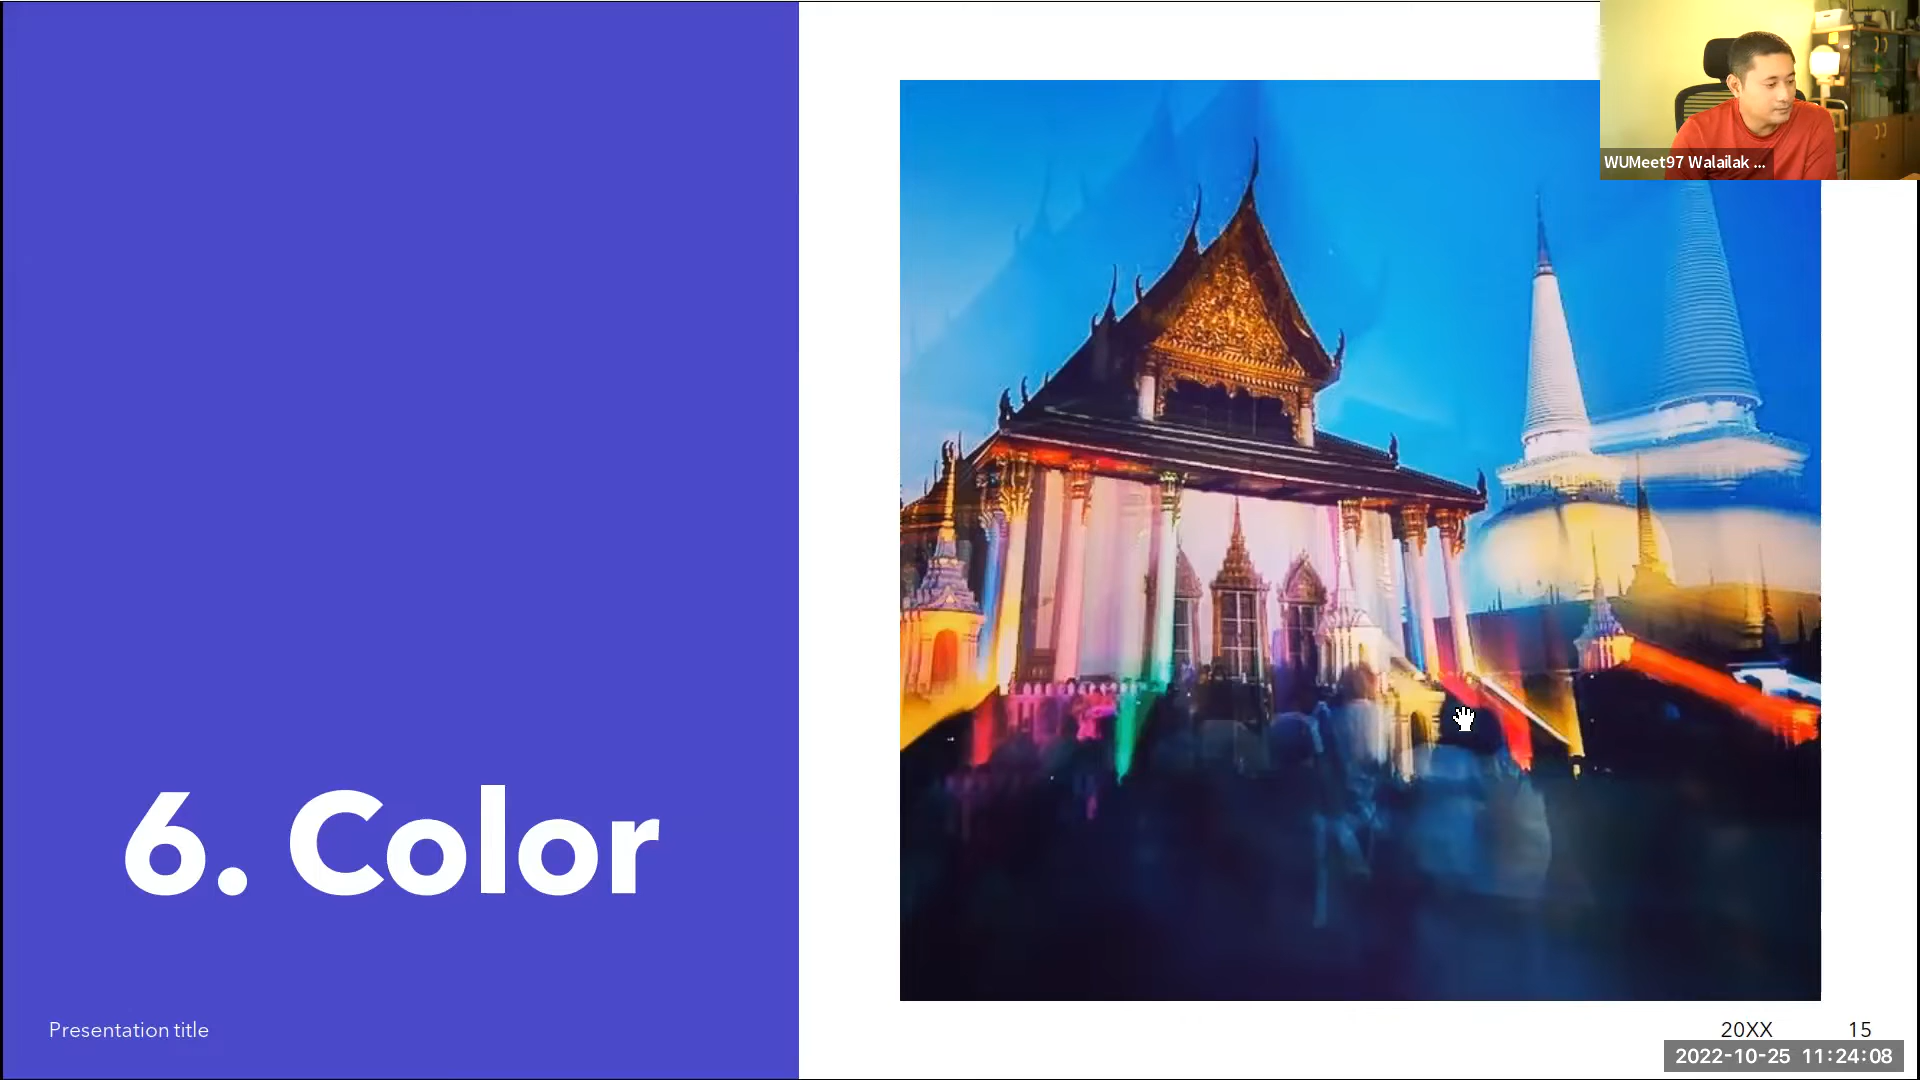 WUMeet97 Walailak ...
6. Color
Presentation title
20XX
15
2022-10-25 11:24:08